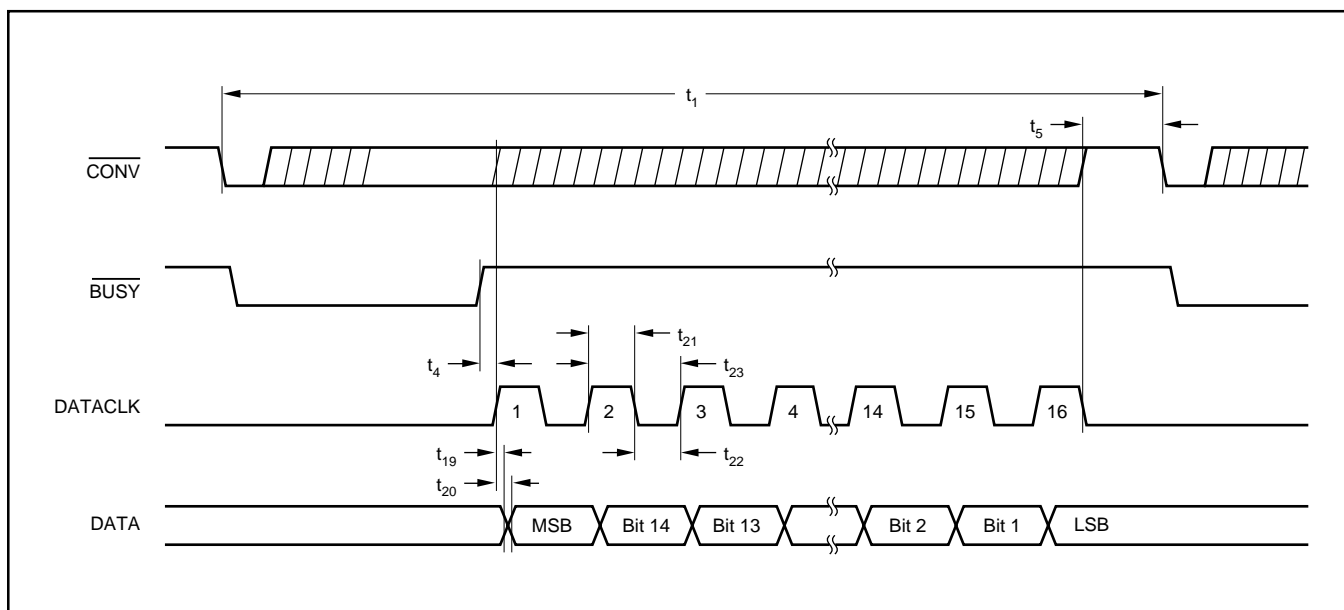 t₁
t₅
CONV
BUSY
t₂₁
t₄
t₂₃
DATACLK
1 2 3 4 14 15 16
t₁₉
t₂₂
t₂₀
DATA
MSB Bit 14 Bit 13 Bit 2 Bit 1 LSB